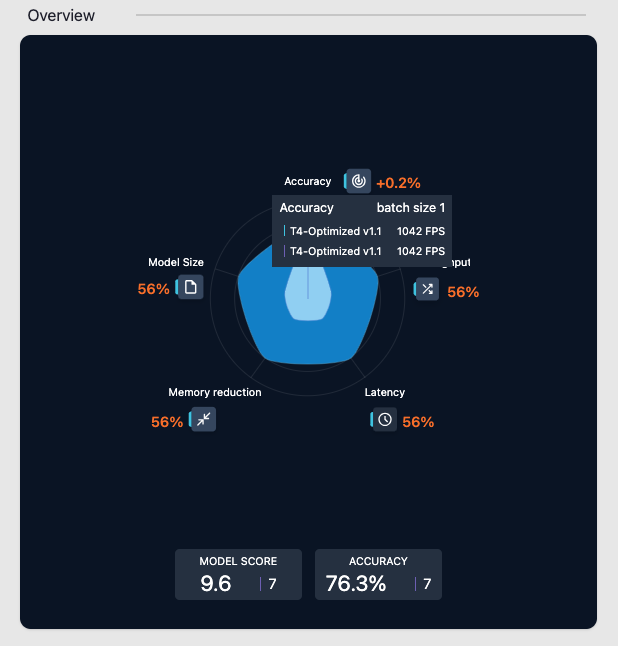 Overview
Accuracy
+0.2%
Accuracy batch size 1
T4-Optimized v1.1 1042 FPS
T4-Optimized v1.1 1042 FPS
Model Size
56%
56%
Memory reduction
56%
Latency
56%
MODEL SCORE
9.6 | 7
ACCURACY
76.3% | 7